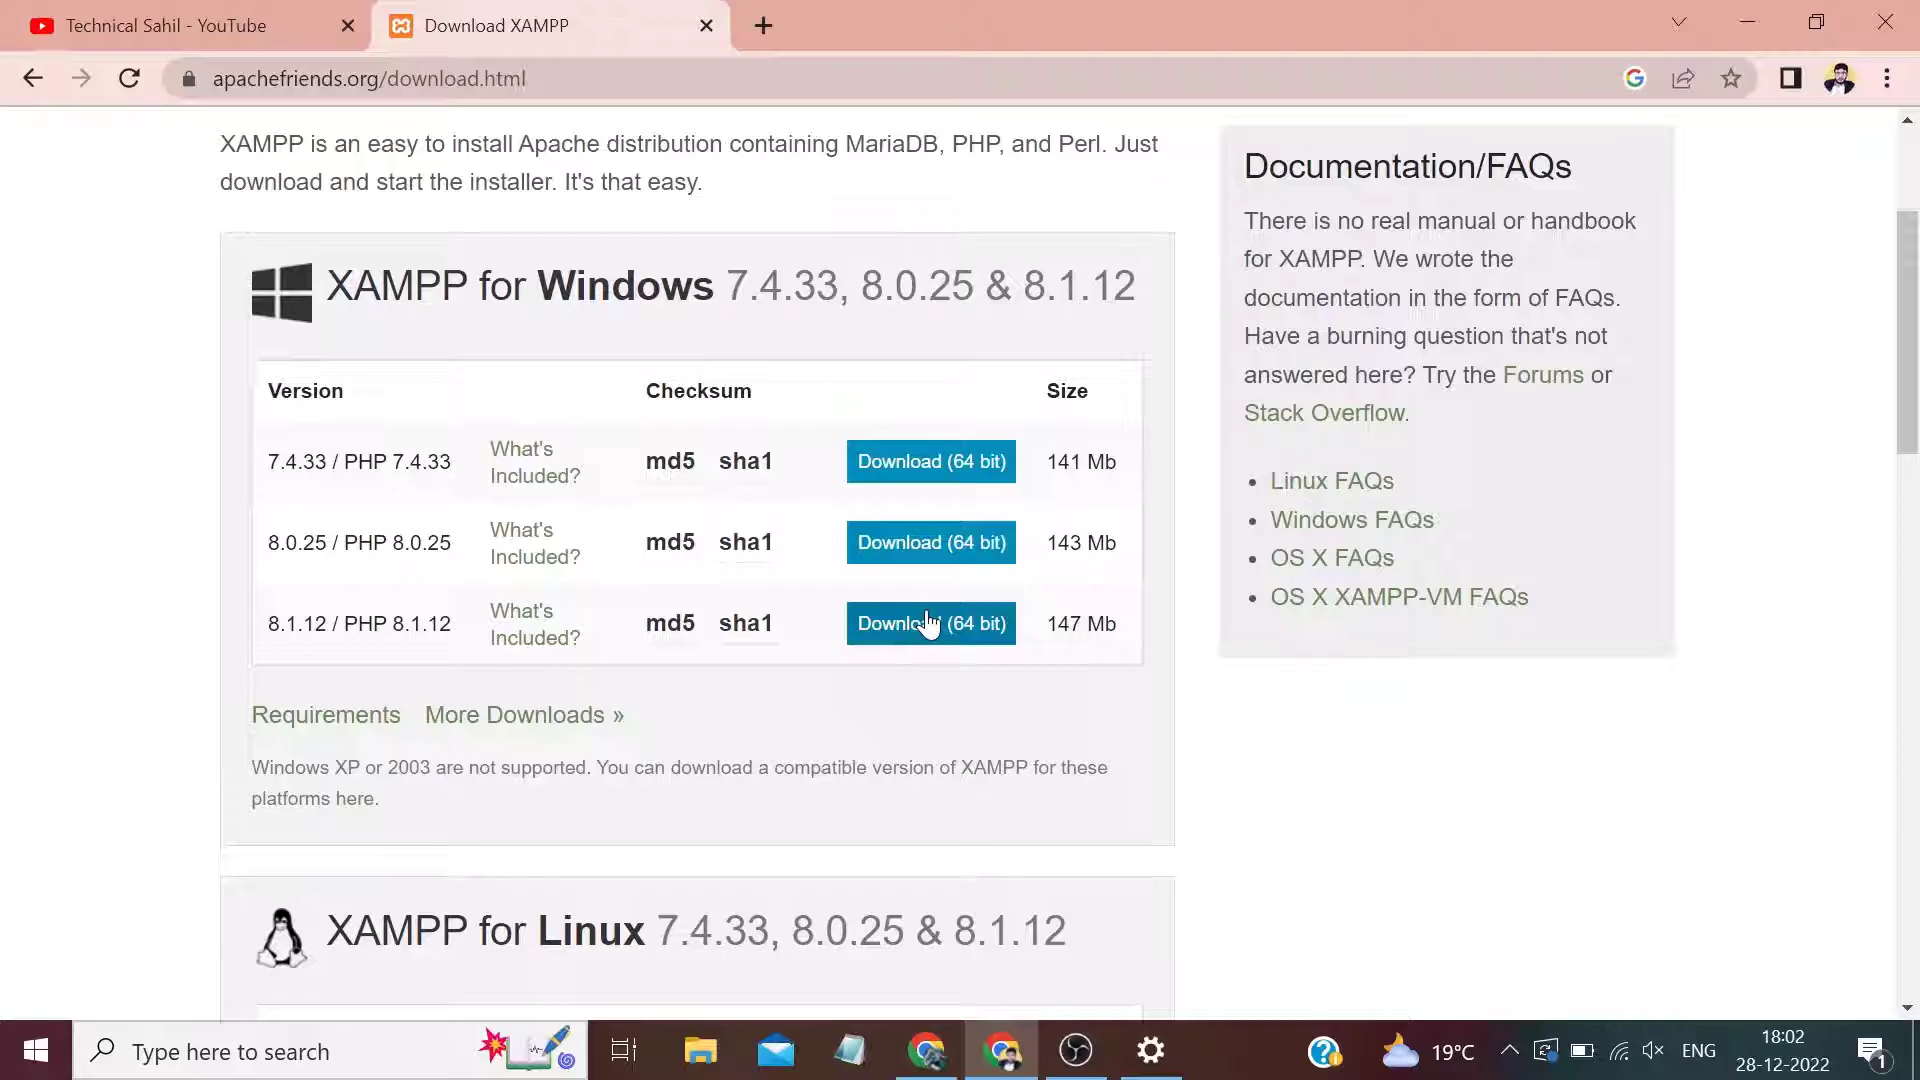 Technical Sahil - YouTube
Download XAMPP
apachefriends.org/download.html
XAMPP is an easy to install Apache distribution containing MariaDB, PHP, and Perl. Just
download and start the installer. It's that easy.
XAMPP for Windows 7.4.33, 8.0.25 & 8.1.12
Version Checksum Size
7.4.33 / PHP 7.4.33 What's Included? md5 sha1 Download (64 bit) 141 Mb
8.0.25 / PHP 8.0.25 What's Included? md5 sha1 Download (64 bit) 143 Mb
8.1.12 / PHP 8.1.12 What's Included? md5 sha1 Download (64 bit) 147 Mb
Requirements More Downloads »
Windows XP or 2003 are not supported. You can download a compatible version of XAMPP for these
platforms here.
XAMPP for Linux 7.4.33, 8.0.25 & 8.1.12
Documentation/FAQs
There is no real manual or handbook
for XAMPP. We wrote the
documentation in the form of FAQs.
Have a burning question that's not
answered here? Try the Forums or
Stack Overflow.
• Linux FAQs
• Windows FAQs
• OS X FAQs
• OS X XAMPP-VM FAQs
Type here to search
19°C
ENG
18:02
28-12-2022
1